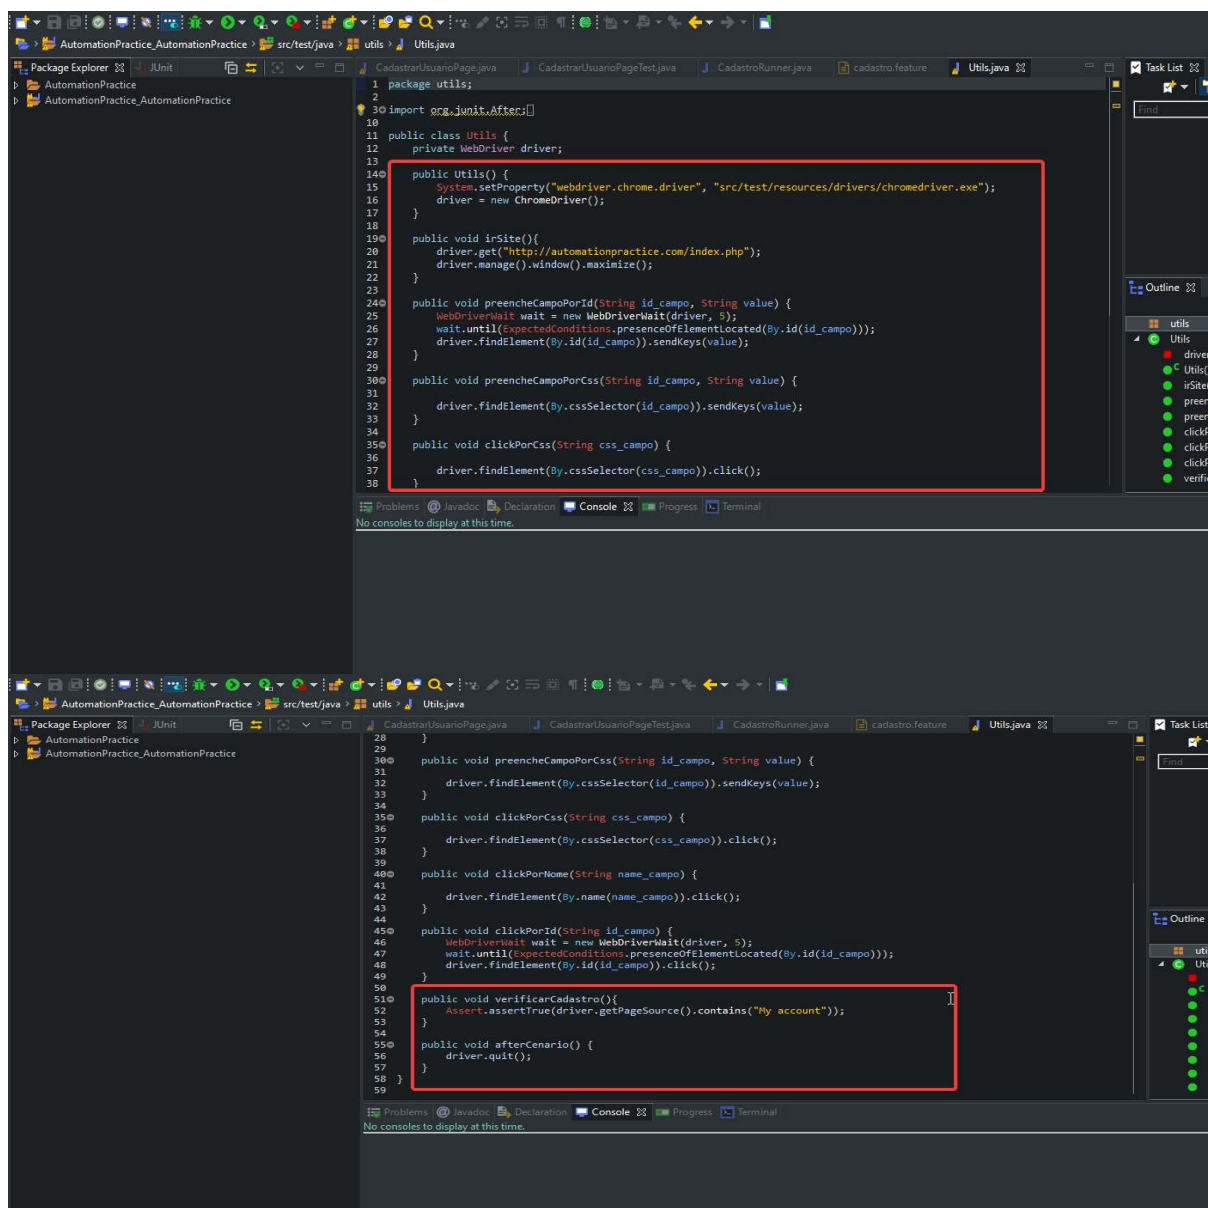 AutomationPractice_AutomationPractice > src/test/java > utils > Utils.java
Package Explorer JUnit
AutomationPractice
AutomationPractice_AutomationPractice
CadastrarUsuarioPage.java CadastrarUsuarioPageTest.java CadastroRunner.java cadastro.feature Utils.java
1 package utils;
2
3 import org.junit.After;
10
11 public class Utils {
12 private WebDriver driver;
13
14 public Utils() {
15 System.setProperty("webdriver.chrome.driver", "src/test/resources/drivers/chromedriver.exe");
16 driver = new ChromeDriver();
17 }
18
19 public void irSite(){
20 driver.get("http://automationpractice.com/index.php");
21 driver.manage().window().maximize();
22 }
23
24 public void preencheCampoPorId(String id_campo, String value) {
25 WebDriverWait wait = new WebDriverWait(driver, 5);
26 wait.until(ExpectedConditions.presenceOfElementLocated(By.id(id_campo)));
27 driver.findElement(By.id(id_campo)).sendKeys(value);
28 }
29
30 public void preencheCampoPorCss(String id_campo, String value) {
31
32 driver.findElement(By.cssSelector(id_campo)).sendKeys(value);
33 }
34
35 public void clickPorCss(String css_campo) {
36
37 driver.findElement(By.cssSelector(css_campo)).click();
38 }
Task List
Find
Outline
utils
Utils
driver
Utils(
irSite
preen
preen
clickP
clickP
clickP
verifi
Problems Javadoc Declaration Console Progress Terminal
No consoles to display at this time.
AutomationPractice_AutomationPractice > src/test/java > utils > Utils.java
Package Explorer JUnit
AutomationPractice
AutomationPractice_AutomationPractice
CadastrarUsuarioPage.java CadastrarUsuarioPageTest.java CadastroRunner.java cadastro.feature Utils.java
28 }
29
30 public void preencheCampoPorCss(String id_campo, String value) {
31
32 driver.findElement(By.cssSelector(id_campo)).sendKeys(value);
33 }
34
35 public void clickPorCss(String css_campo) {
36
37 driver.findElement(By.cssSelector(css_campo)).click();
38 }
39
40 public void clickPorNome(String name_campo) {
41
42 driver.findElement(By.name(name_campo)).click();
43 }
44
45 public void clickPorId(String id_campo) {
46 WebDriverWait wait = new WebDriverWait(driver, 5);
47 wait.until(ExpectedConditions.presenceOfElementLocated(By.id(id_campo)));
48 driver.findElement(By.id(id_campo)).click();
49 }
50
51 public void verificarCadastro(){
52 Assert.assertTrue(driver.getPageSource().contains("My account"));
53 }
54
55 public void afterCenario() {
56 driver.quit();
57 }
58 }
59
Task List
Find
Outline
uti
Uti
Problems Javadoc Declaration Console Progress Terminal
No consoles to display at this time.